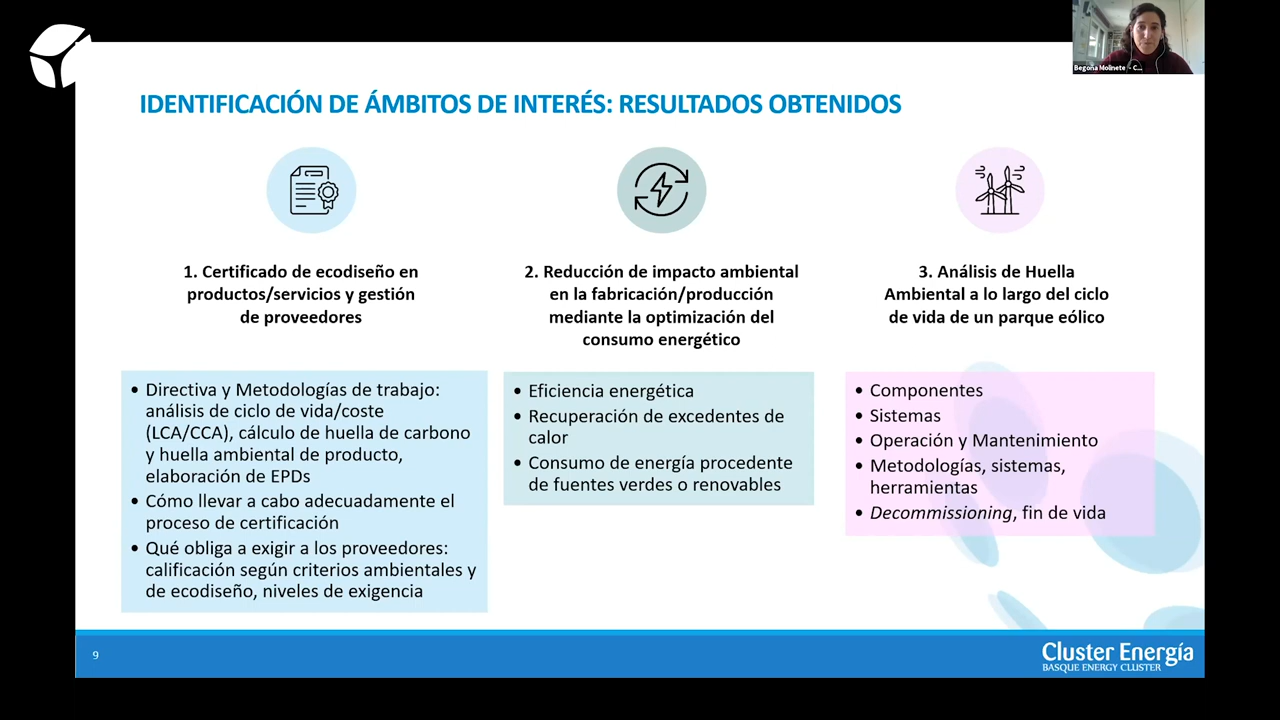 Begoña Molinete - C...
IDENTIFICACIÓN DE ÁMBITOS DE INTERÉS: RESULTADOS OBTENIDOS
1. Certificado de ecodiseño en
productos/servicios y gestión
de proveedores
• Directiva y Metodologías de trabajo:
análisis de ciclo de vida/coste
(LCA/CCA), cálculo de huella de carbono
y huella ambiental de producto,
elaboración de EPDs
• Cómo llevar a cabo adecuadamente el
proceso de certificación
• Qué obliga a exigir a los proveedores:
calificación según criterios ambientales y
de ecodiseño, niveles de exigencia
2. Reducción de impacto ambiental
en la fabricación/producción
mediante la optimización del
consumo energético
• Eficiencia energética
• Recuperación de excedentes de
calor
• Consumo de energía procedente
de fuentes verdes o renovables
3. Análisis de Huella
Ambiental a lo largo del ciclo
de vida de un parque eólico
• Componentes
• Sistemas
• Operación y Mantenimiento
• Metodologías, sistemas,
herramientas
• Decommissioning, fin de vida
9
Cluster Energía
BASQUE ENERGY CLUSTER